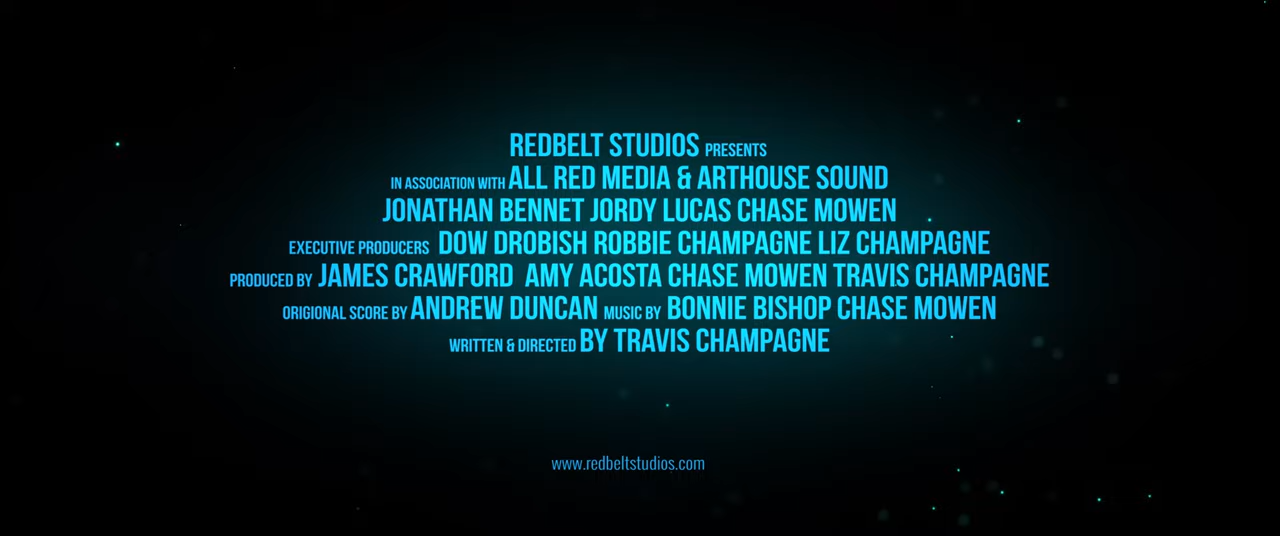 REDBELT STUDIOS PRESENTS
IN ASSOCIATION WITH ALL RED MEDIA & ARTHOUSE SOUND
JONATHAN BENNET JORDY LUCAS CHASE MOWEN
EXECUTIVE PRODUCERS DOW DROBISH ROBBIE CHAMPAGNE LIZ CHAMPAGNE
PRODUCED BY JAMES CRAWFORD AMY ACOSTA CHASE MOWEN TRAVIS CHAMPAGNE
ORIGIONAL SCORE BY ANDREW DUNCAN MUSIC BY BONNIE BISHOP CHASE MOWEN
WRITTEN & DIRECTED BY TRAVIS CHAMPAGNE
www.redbeltstudios.com